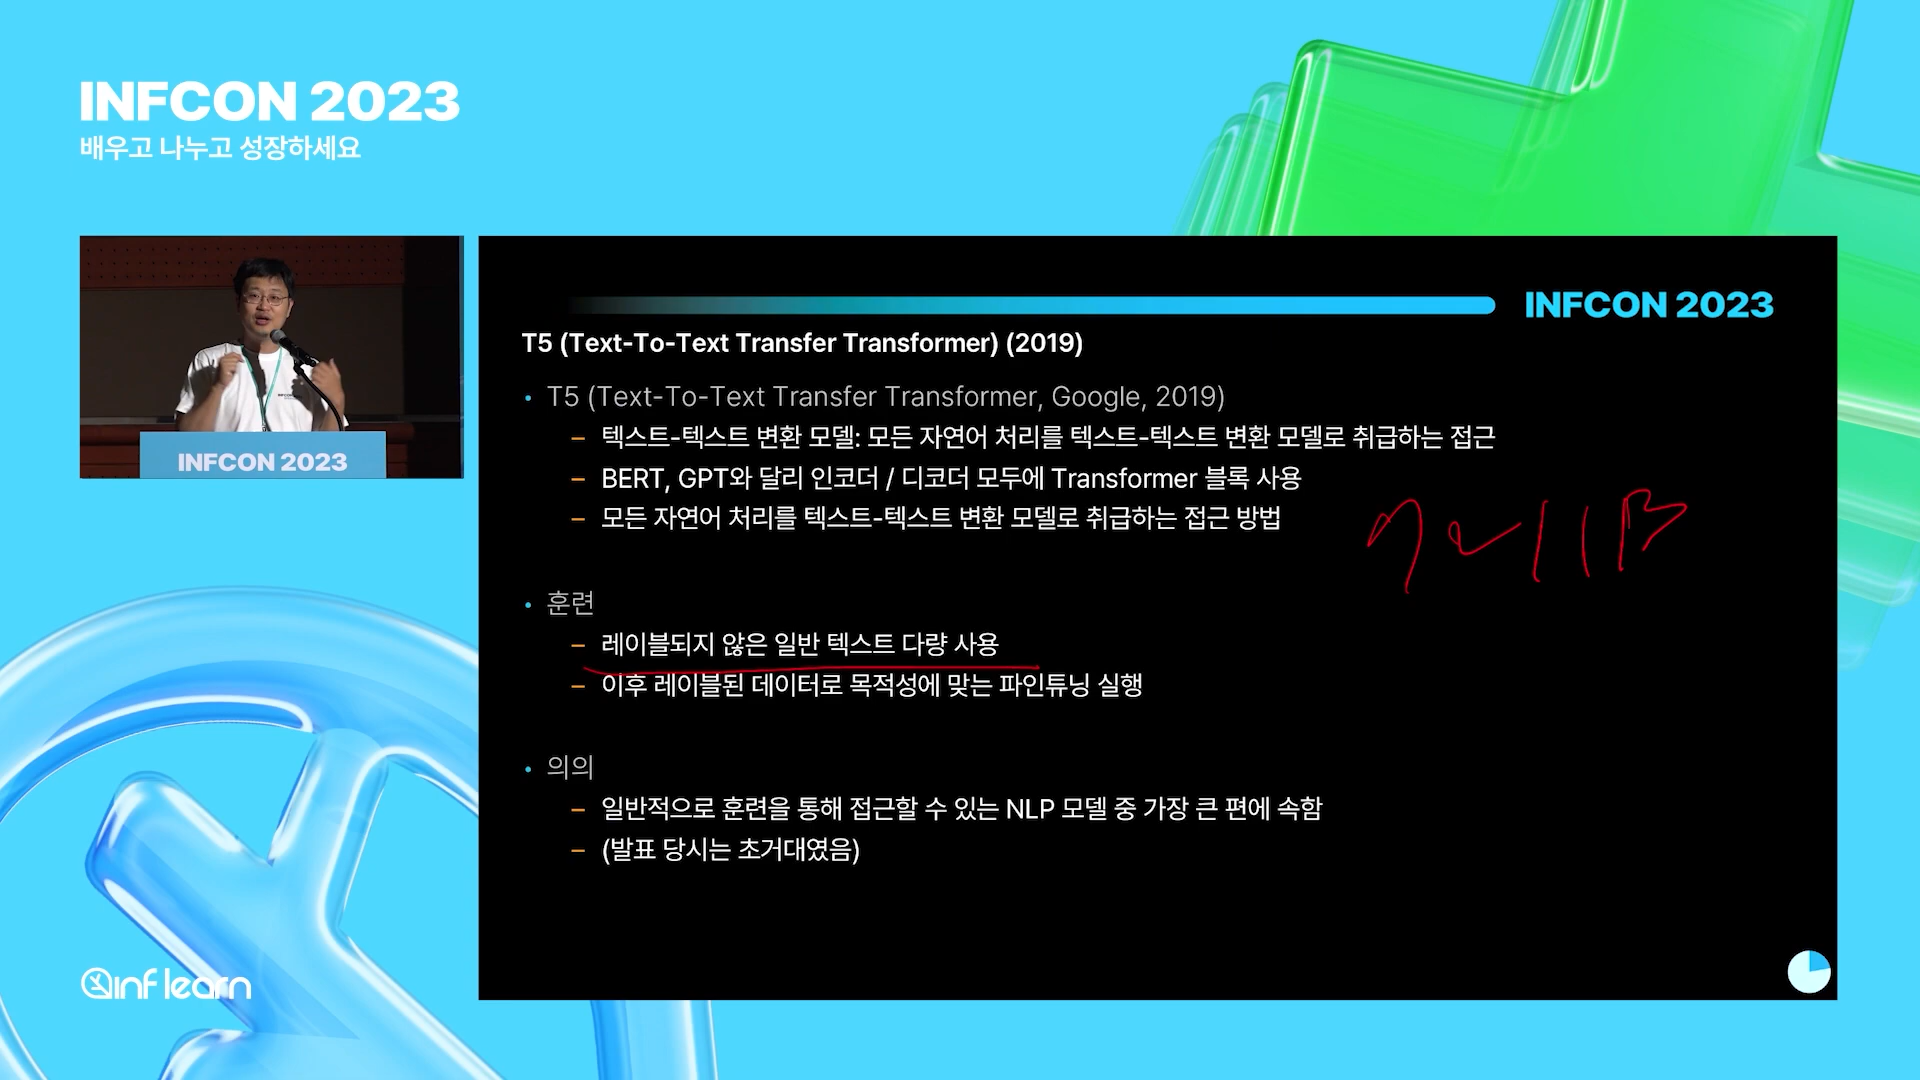 INFCON 2023
배우고 나누고 성장하세요
INFCON 2023
INFCON 2023
T5 (Text-To-Text Transfer Transformer) (2019)
• T5 (Text-To-Text Transfer Transformer, Google, 2019)
– 텍스트-텍스트 변환 모델: 모든 자연어 처리를 텍스트-텍스트 변환 모델로 취급하는 접근
– BERT, GPT와 달리 인코더 / 디코더 모두에 Transformer 블록 사용
– 모든 자연어 처리를 텍스트-텍스트 변환 모델로 취급하는 접근 방법
• 훈련
– 레이블되지 않은 일반 텍스트 다량 사용
– 이후 레이블된 데이터로 목적성에 맞는 파인튜닝 실행
• 의의
– 일반적으로 훈련을 통해 접근할 수 있는 NLP 모델 중 가장 큰 편에 속함
– (발표 당시는 초거대였음)
inflearn